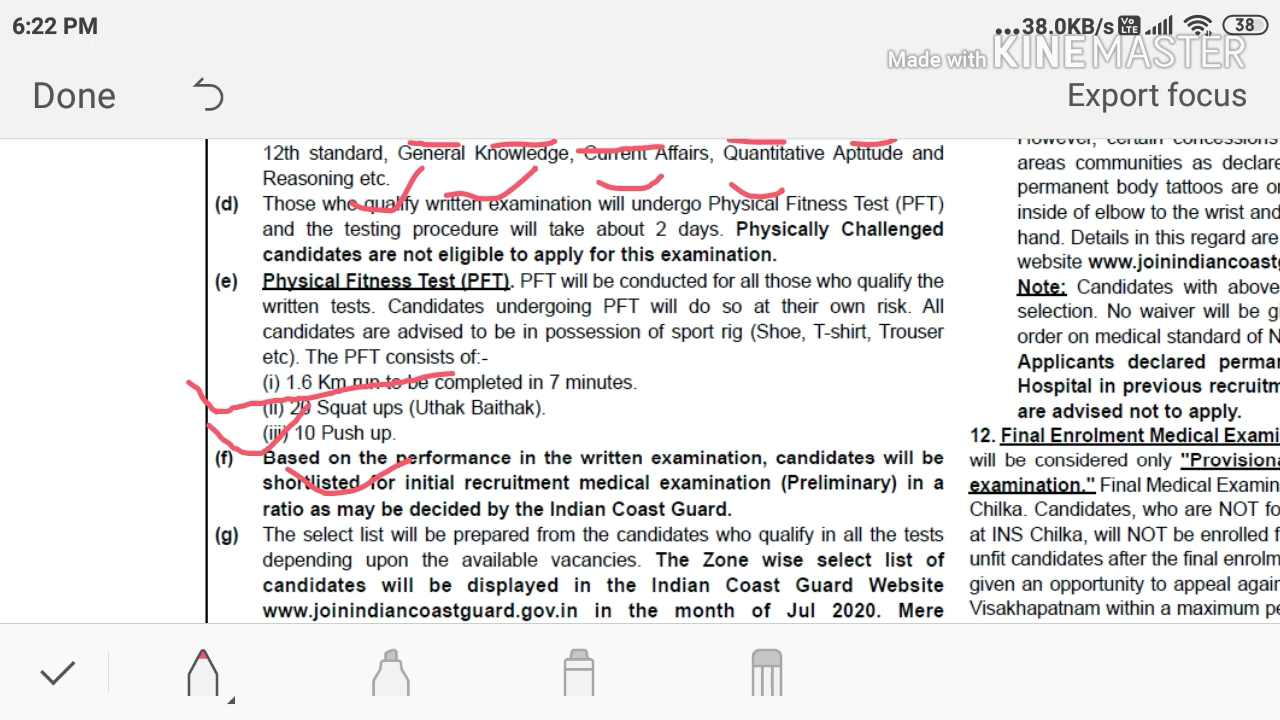 6:22 PM
...38.0KB/s Vo LTE 38
Made with KINEMASTER
Done
Export focus
12th standard, General Knowledge, Current Affairs, Quantitative Aptitude and
Reasoning etc.
(d) Those who qualify written examination will undergo Physical Fitness Test (PFT)
and the testing procedure will take about 2 days. Physically Challenged
candidates are not eligible to apply for this examination.
(e) Physical Fitness Test (PFT). PFT will be conducted for all those who qualify the
written tests. Candidates undergoing PFT will do so at their own risk. All
candidates are advised to be in possession of sport rig (Shoe, T-shirt, Trouser
etc). The PFT consists of:-
(i) 1.6 Km run to be completed in 7 minutes.
(ii) 20 Squat ups (Uthak Baithak).
(iii) 10 Push up.
(f) Based on the performance in the written examination, candidates will be
shortlisted for initial recruitment medical examination (Preliminary) in a
ratio as may be decided by the Indian Coast Guard.
(g) The select list will be prepared from the candidates who qualify in all the tests
depending upon the available vacancies. The Zone wise select list of
candidates will be displayed in the Indian Coast Guard Website
www.joinindiancoastguard.gov.in in the month of Jul 2020. Mere
However, certain concessions
areas communities as declare
permanent body tattoos are o
inside of elbow to the wrist and
hand. Details in this regard are
website www.joinindiancoast
Note: Candidates with above
selection. No waiver will be g
order on medical standard of N
Applicants declared perma
Hospital in previous recruitm
are advised not to apply.
12. Final Enrolment Medical Exami
will be considered only "Provisiona
examination." Final Medical Examin
Chilka. Candidates, who are NOT fo
at INS Chilka, will NOT be enrolled f
unfit candidates after the final enrolm
given an opportunity to appeal again
Visakhapatnam within a maximum pe